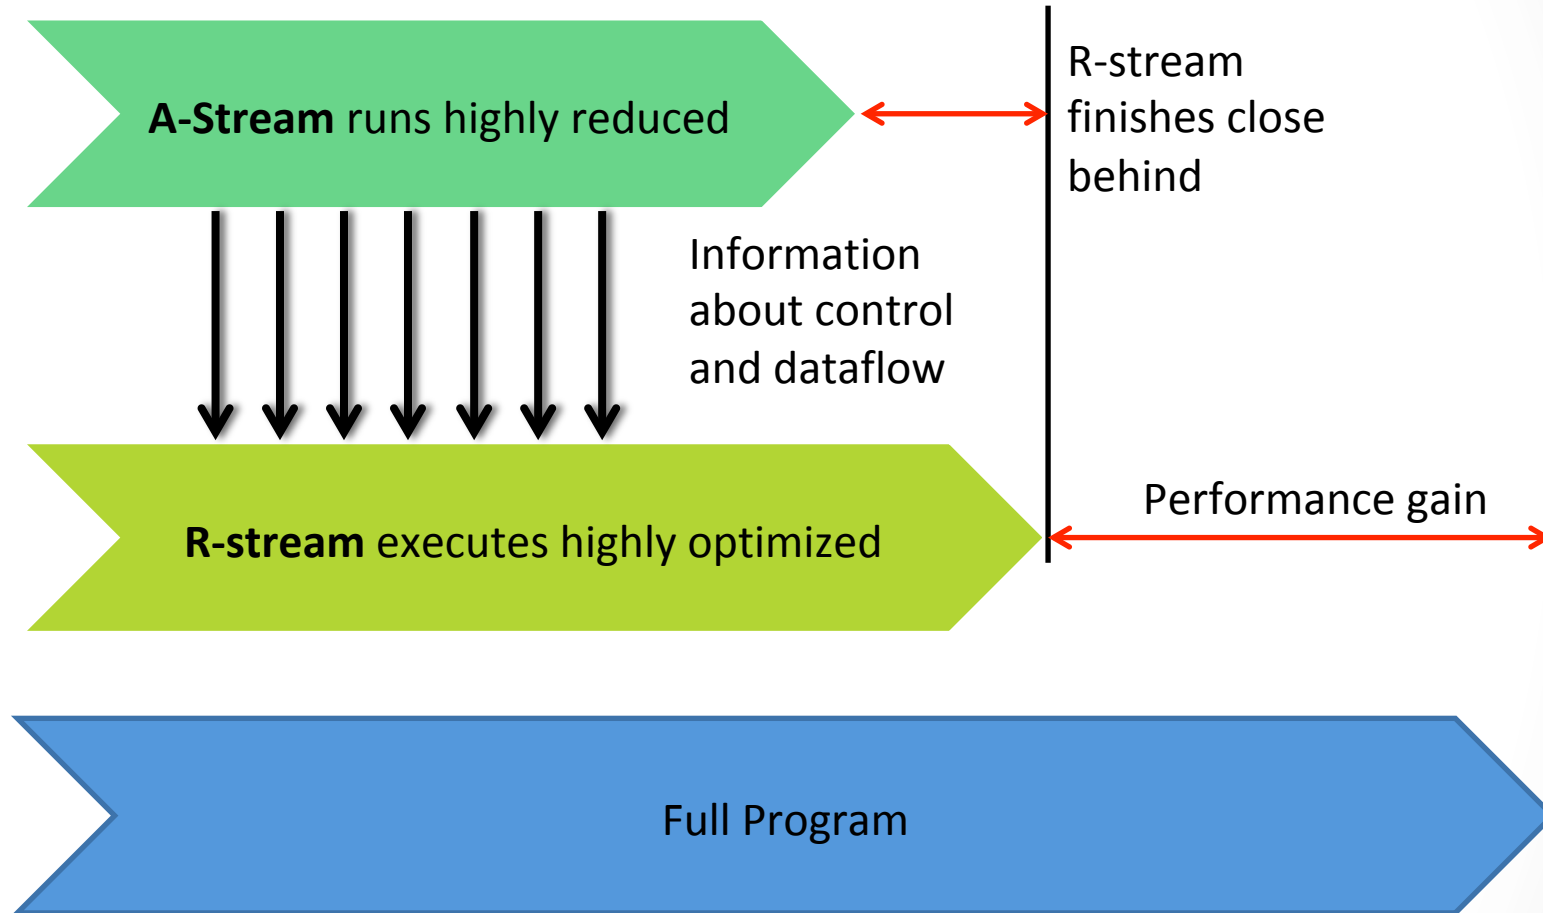 A-Stream runs highly reduced
R-stream
finishes close
behind
Information
about control
and dataflow
Performance gain
R-stream executes highly optimized
Full Program